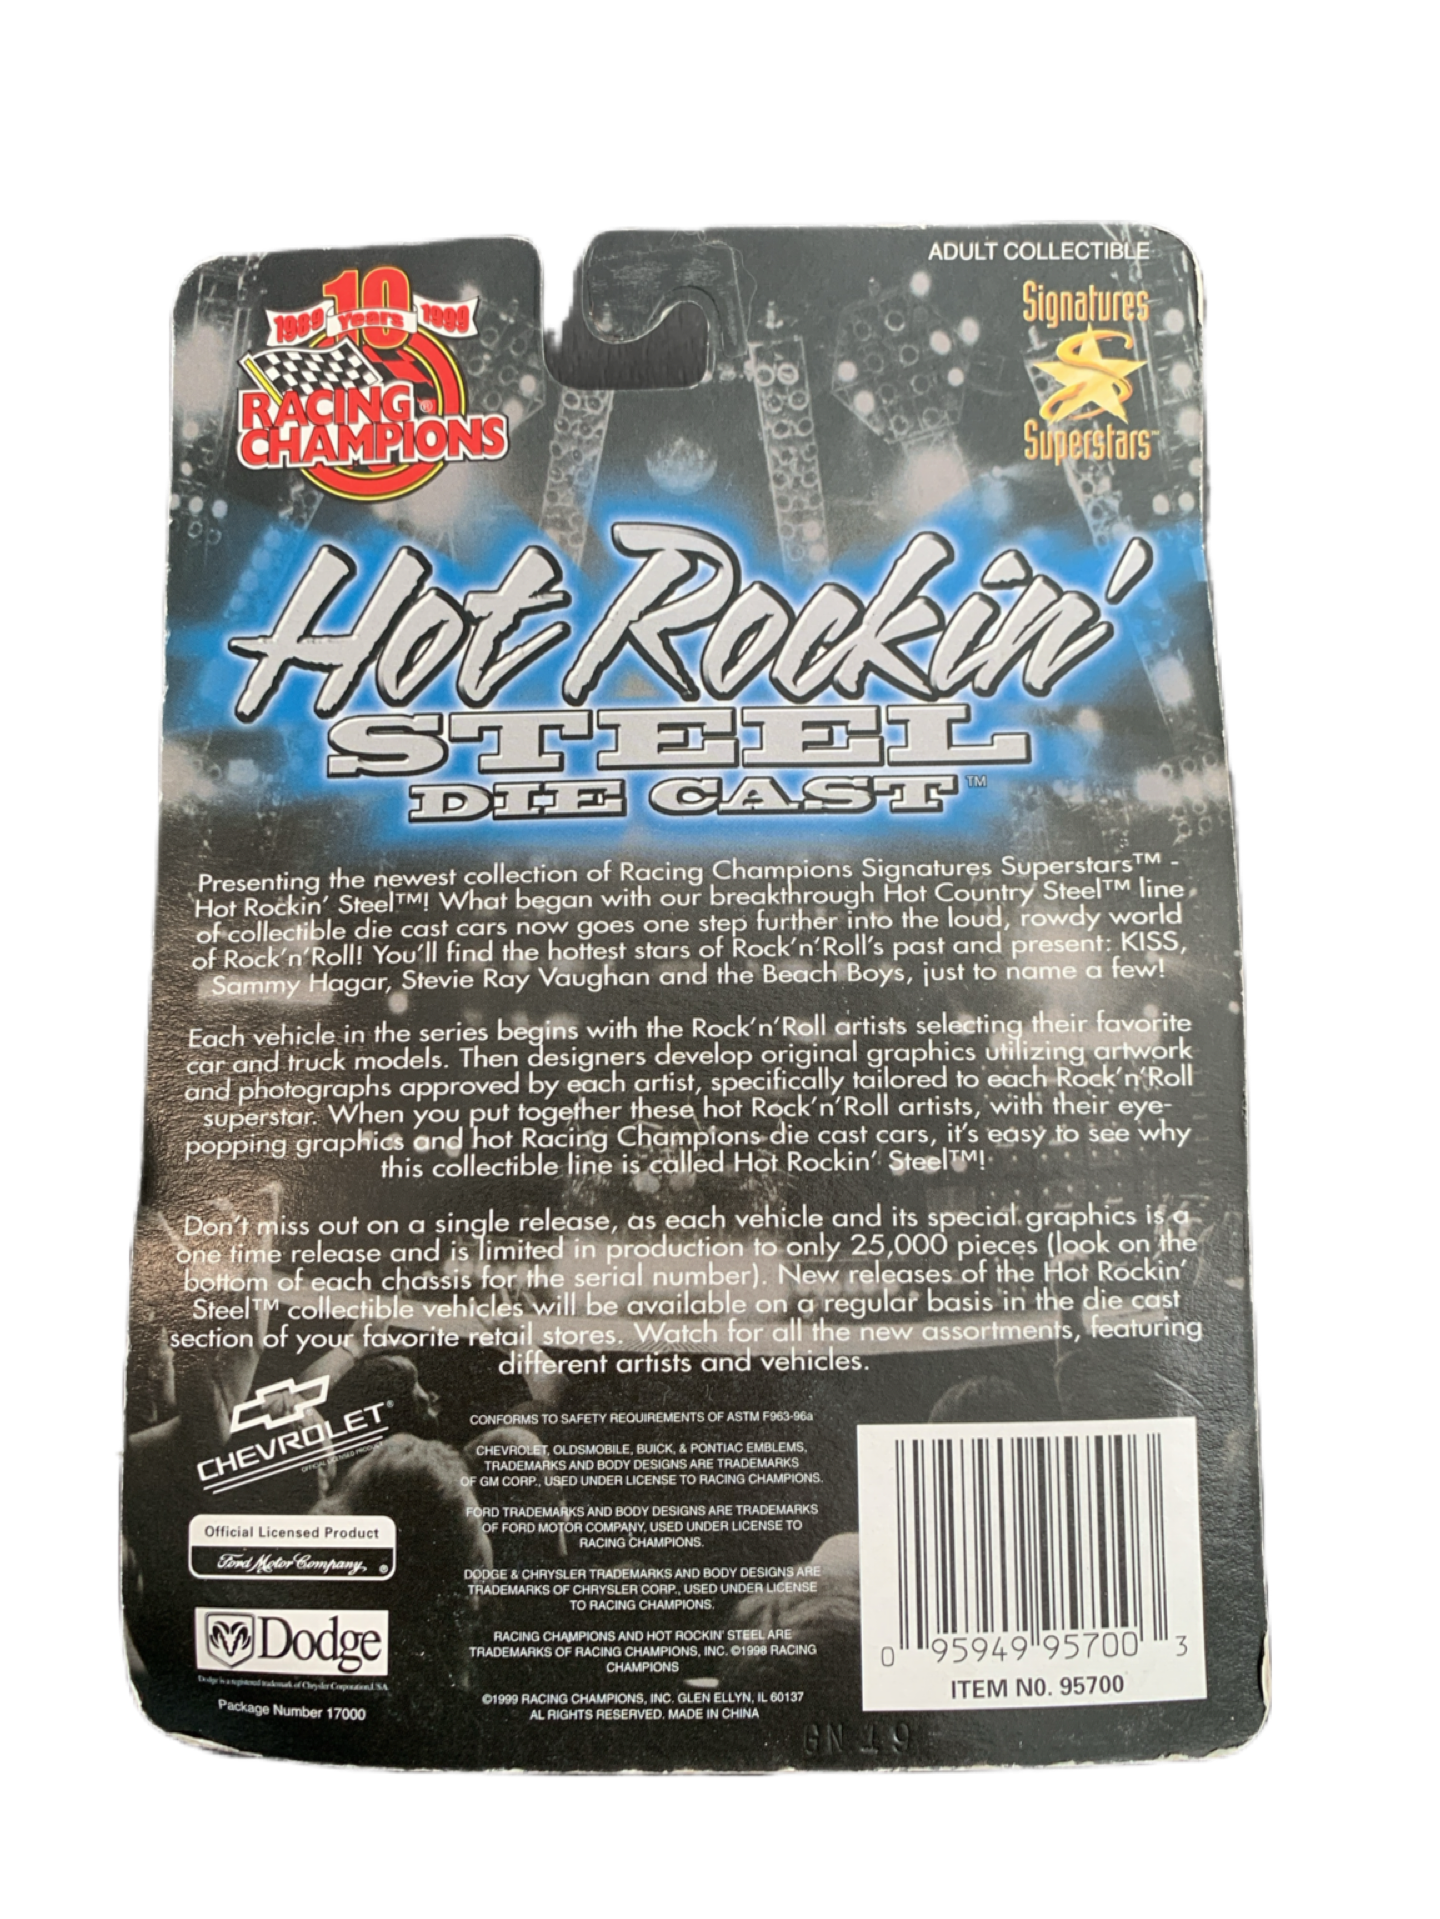 ADULT COLLECTIBLE
10
1989 Years 1999
RACING
CHAMPIONS®
Signatures
S
Superstars™
Hot Rockin'
STEEL
DIE CAST™
Presenting the newest collection of Racing Champions Signatures Superstars™ -
Hot Rockin' Steel™! What began with our breakthrough Hot Country Steel™ line
of collectible die cast cars now goes one step further into the loud, rowdy world
of Rock'n'Roll! You'll find the hottest stars of Rock'n'Roll's past and present: KISS,
Sammy Hagar, Stevie Ray Vaughan and the Beach Boys, just to name a few!
Each vehicle in the series begins with the Rock'n'Roll artists selecting their favorite
car and truck models. Then designers develop original graphics utilizing artwork
and photographs approved by each artist, specifically tailored to each Rock'n'Roll
superstar. When you put together these hot Rock'n'Roll artists, with their eye-
popping graphics and hot Racing Champions die cast cars, it's easy to see why
this collectible line is called Hot Rockin' Steel™!
Don't miss out on a single release, as each vehicle and its special graphics is a
one time release and is limited in production to only 25,000 pieces (look on the
bottom of each chassis for the serial number). New releases of the Hot Rockin'
Steel™ collectible vehicles will be available on a regular basis in the die cast
section of your favorite retail stores. Watch for all the new assortments, featuring
different artists and vehicles.
CHEVROLET®
OFFICIAL LICENSED PRODUCT
Official Licensed Product
Ford Motor Company, ®
Dodge
Dodge is a registered trademark of Chrysler Corporation USA
Package Number 17000
CONFORMS TO SAFETY REQUIREMENTS OF ASTM F963-96a
CHEVROLET, OLDSMOBILE, BUICK, & PONTIAC EMBLEMS,
TRADEMARKS AND BODY DESIGNS ARE TRADEMARKS
OF GM CORP., USED UNDER LICENSE TO RACING CHAMPIONS.
FORD TRADEMARKS AND BODY DESIGNS ARE TRADEMARKS
OF FORD MOTOR COMPANY, USED UNDER LICENSE TO
RACING CHAMPIONS.
DODGE & CHRYSLER TRADEMARKS AND BODY DESIGNS ARE
TRADEMARKS OF CHRYSLER CORP., USED UNDER LICENSE
TO RACING CHAMPIONS.
RACING CHAMPIONS AND HOT ROCKIN' STEEL ARE
TRADEMARKS OF RACING CHAMPIONS, INC. ©1998 RACING
CHAMPIONS
©1999 RACING CHAMPIONS, INC. GLEN ELLYN, IL 60137
AL RIGHTS RESERVED. MADE IN CHINA
0 95949 95700 3
ITEM NO. 95700